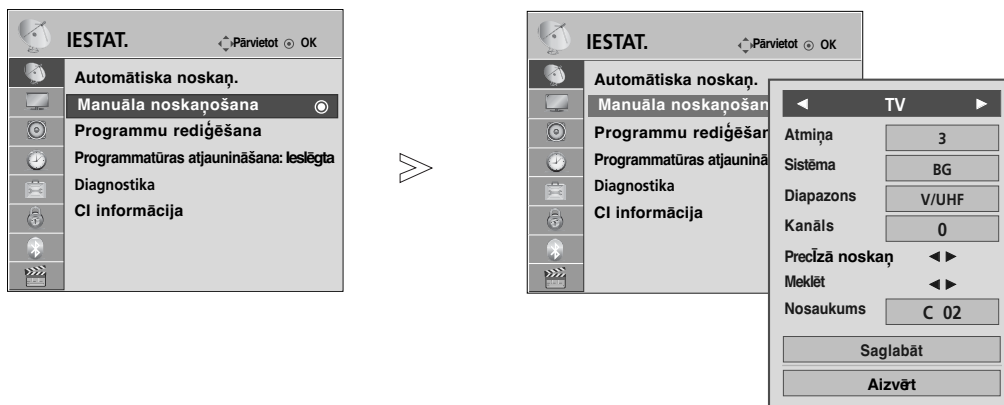 IESTAT.
Pārvietot OK
Automātiska noskaņ.
Manuāla noskaņošana
Programmu rediģēšana
Programmatūras atjaunināšana: Ieslēgta
Diagnostika
CI informācija
IESTAT.
Pārvietot OK
Automātiska noskaņ.
Manuāla noskaņošan
Programmu rediģēšan
Programmatūras atjauninā
Diagnostika
CI informācija
TV
Atmiņa 3
Sistēma BG
Diapazons V/UHF
Kanāls 0
Precīzā noskaņ
Meklēt
Nosaukums C 02
Saglabāt
Aizvērt